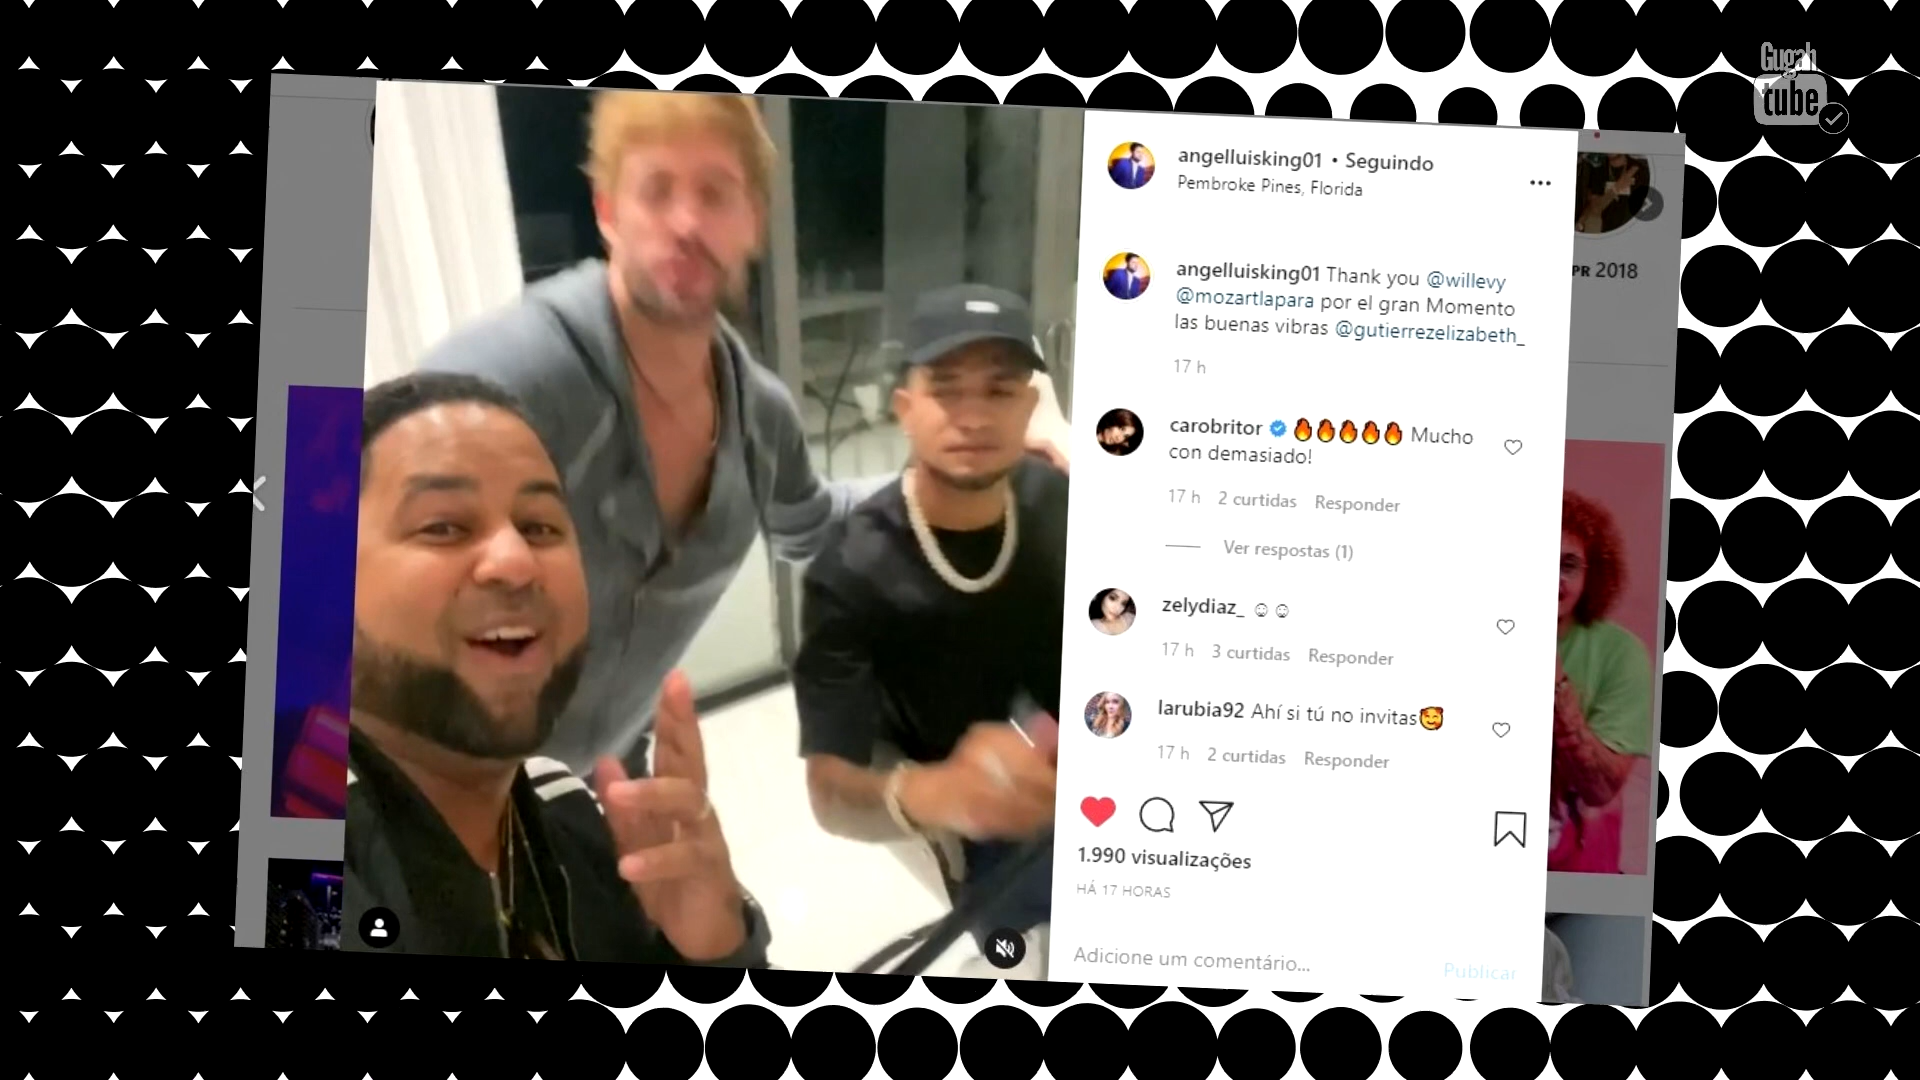 Gugah
tube
angelluisking01 • Seguindo
Pembroke Pines, Florida
PR 2018
angelluisking01 Thank you @willevy
@mozartlapara por el gran Momento
las buenas vibras @gutierrezelizabeth_
17 h
carobritor 🔥🔥🔥🔥🔥 Mucho
con demasiado!
17 h 2 curtidas Responder
Ver respostas (1)
zelydiaz_ ☺☺
17 h 3 curtidas Responder
larubia92 Ahí si tú no invitas🥰
17 h 2 curtidas Responder
1.990 visualizações
HÁ 17 HORAS
Adicione um comentário...
Publicar